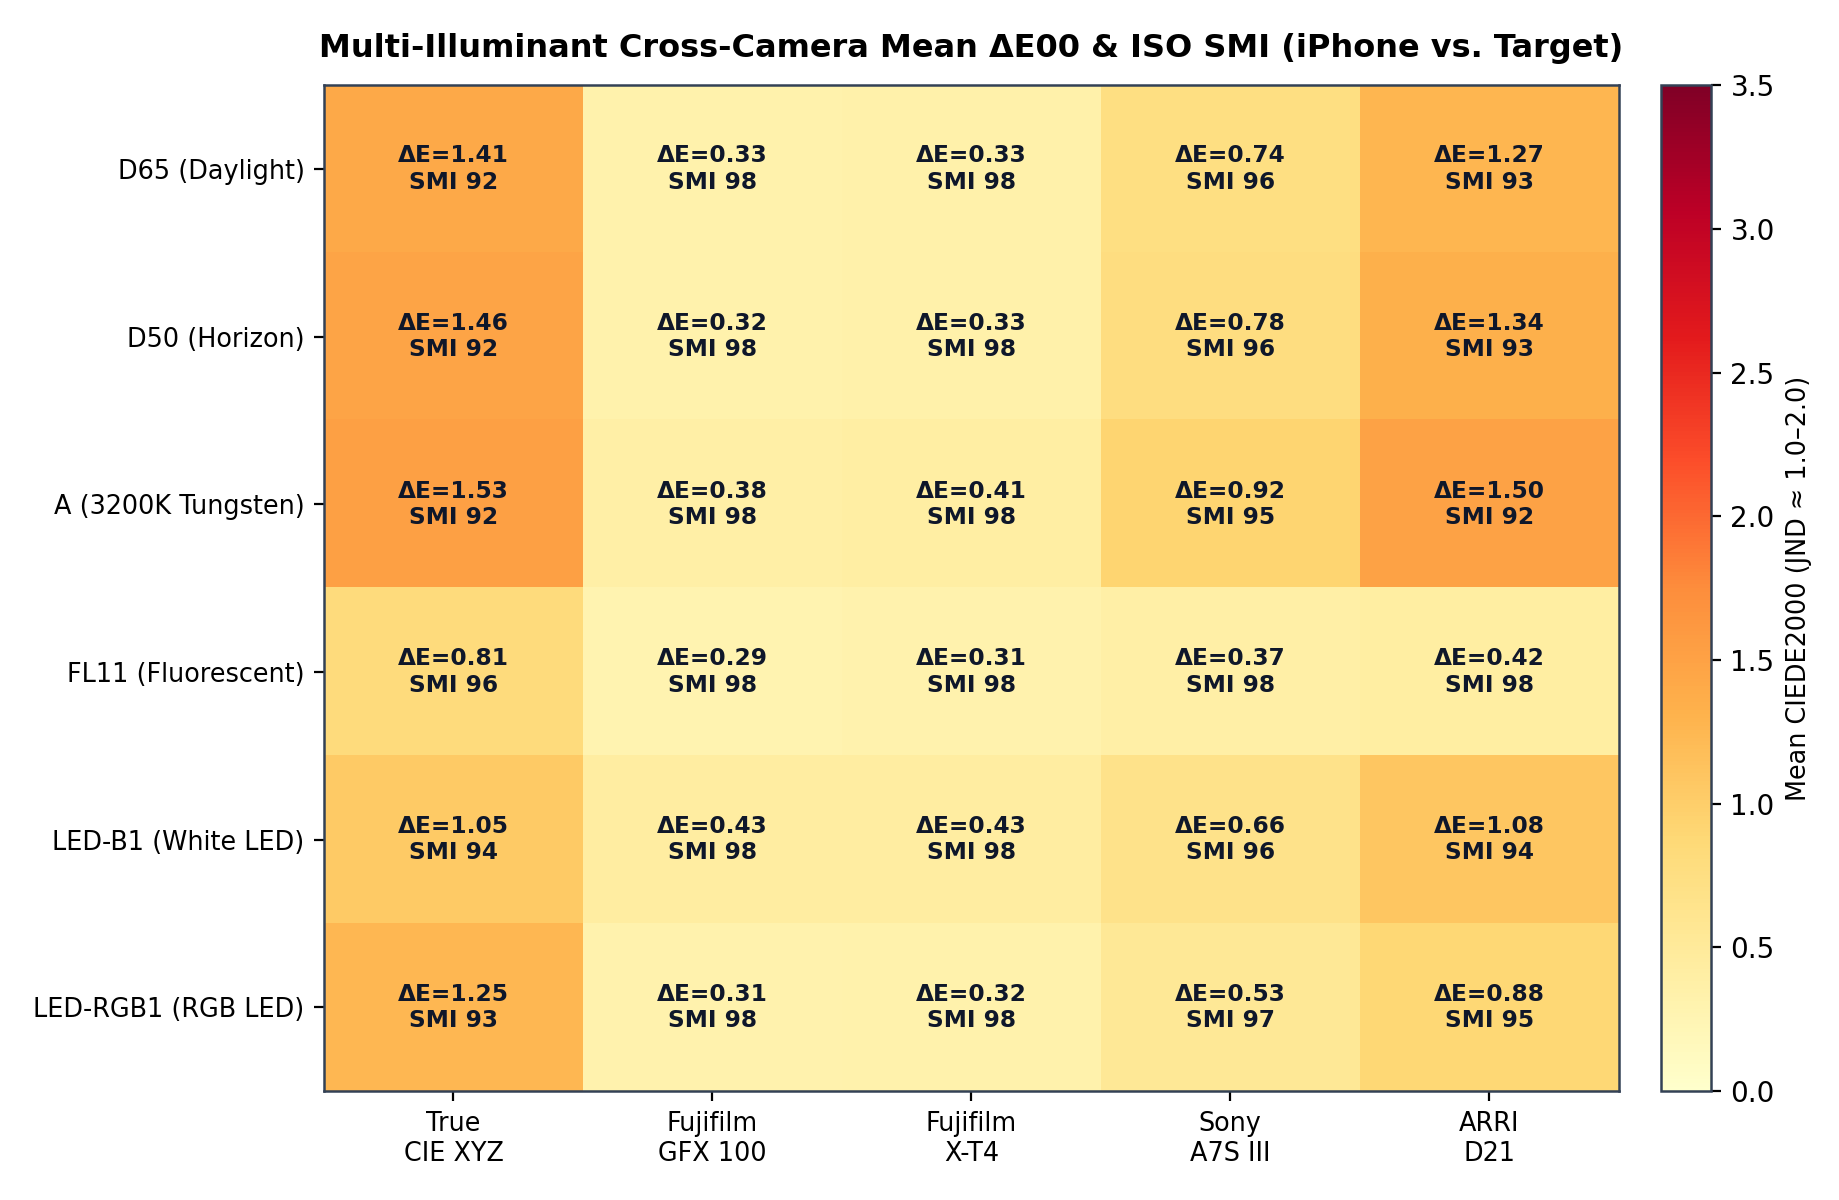 Multi-Illuminant Cross-Camera Mean ΔE00 & ISO SMI (iPhone vs. Target)
D65 (Daylight)
ΔE=1.41
SMI 92
ΔE=0.33
SMI 98
ΔE=0.33
SMI 98
ΔE=0.74
SMI 96
ΔE=1.27
SMI 93
D50 (Horizon)
ΔE=1.46
SMI 92
ΔE=0.32
SMI 98
ΔE=0.33
SMI 98
ΔE=0.78
SMI 96
ΔE=1.34
SMI 93
A (3200K Tungsten)
ΔE=1.53
SMI 92
ΔE=0.38
SMI 98
ΔE=0.41
SMI 98
ΔE=0.92
SMI 95
ΔE=1.50
SMI 92
FL11 (Fluorescent)
ΔE=0.81
SMI 96
ΔE=0.29
SMI 98
ΔE=0.31
SMI 98
ΔE=0.37
SMI 98
ΔE=0.42
SMI 98
LED-B1 (White LED)
ΔE=1.05
SMI 94
ΔE=0.43
SMI 98
ΔE=0.43
SMI 98
ΔE=0.66
SMI 96
ΔE=1.08
SMI 94
LED-RGB1 (RGB LED)
ΔE=1.25
SMI 93
ΔE=0.31
SMI 98
ΔE=0.32
SMI 98
ΔE=0.53
SMI 97
ΔE=0.88
SMI 95
True
CIE XYZ
Fujifilm
GFX 100
Fujifilm
X-T4
Sony
A7S III
ARRI
D21
3.5
3.0
2.5
2.0
1.5
1.0
0.5
0.0
Mean CIEDE2000 (JND ≈ 1.0–2.0)